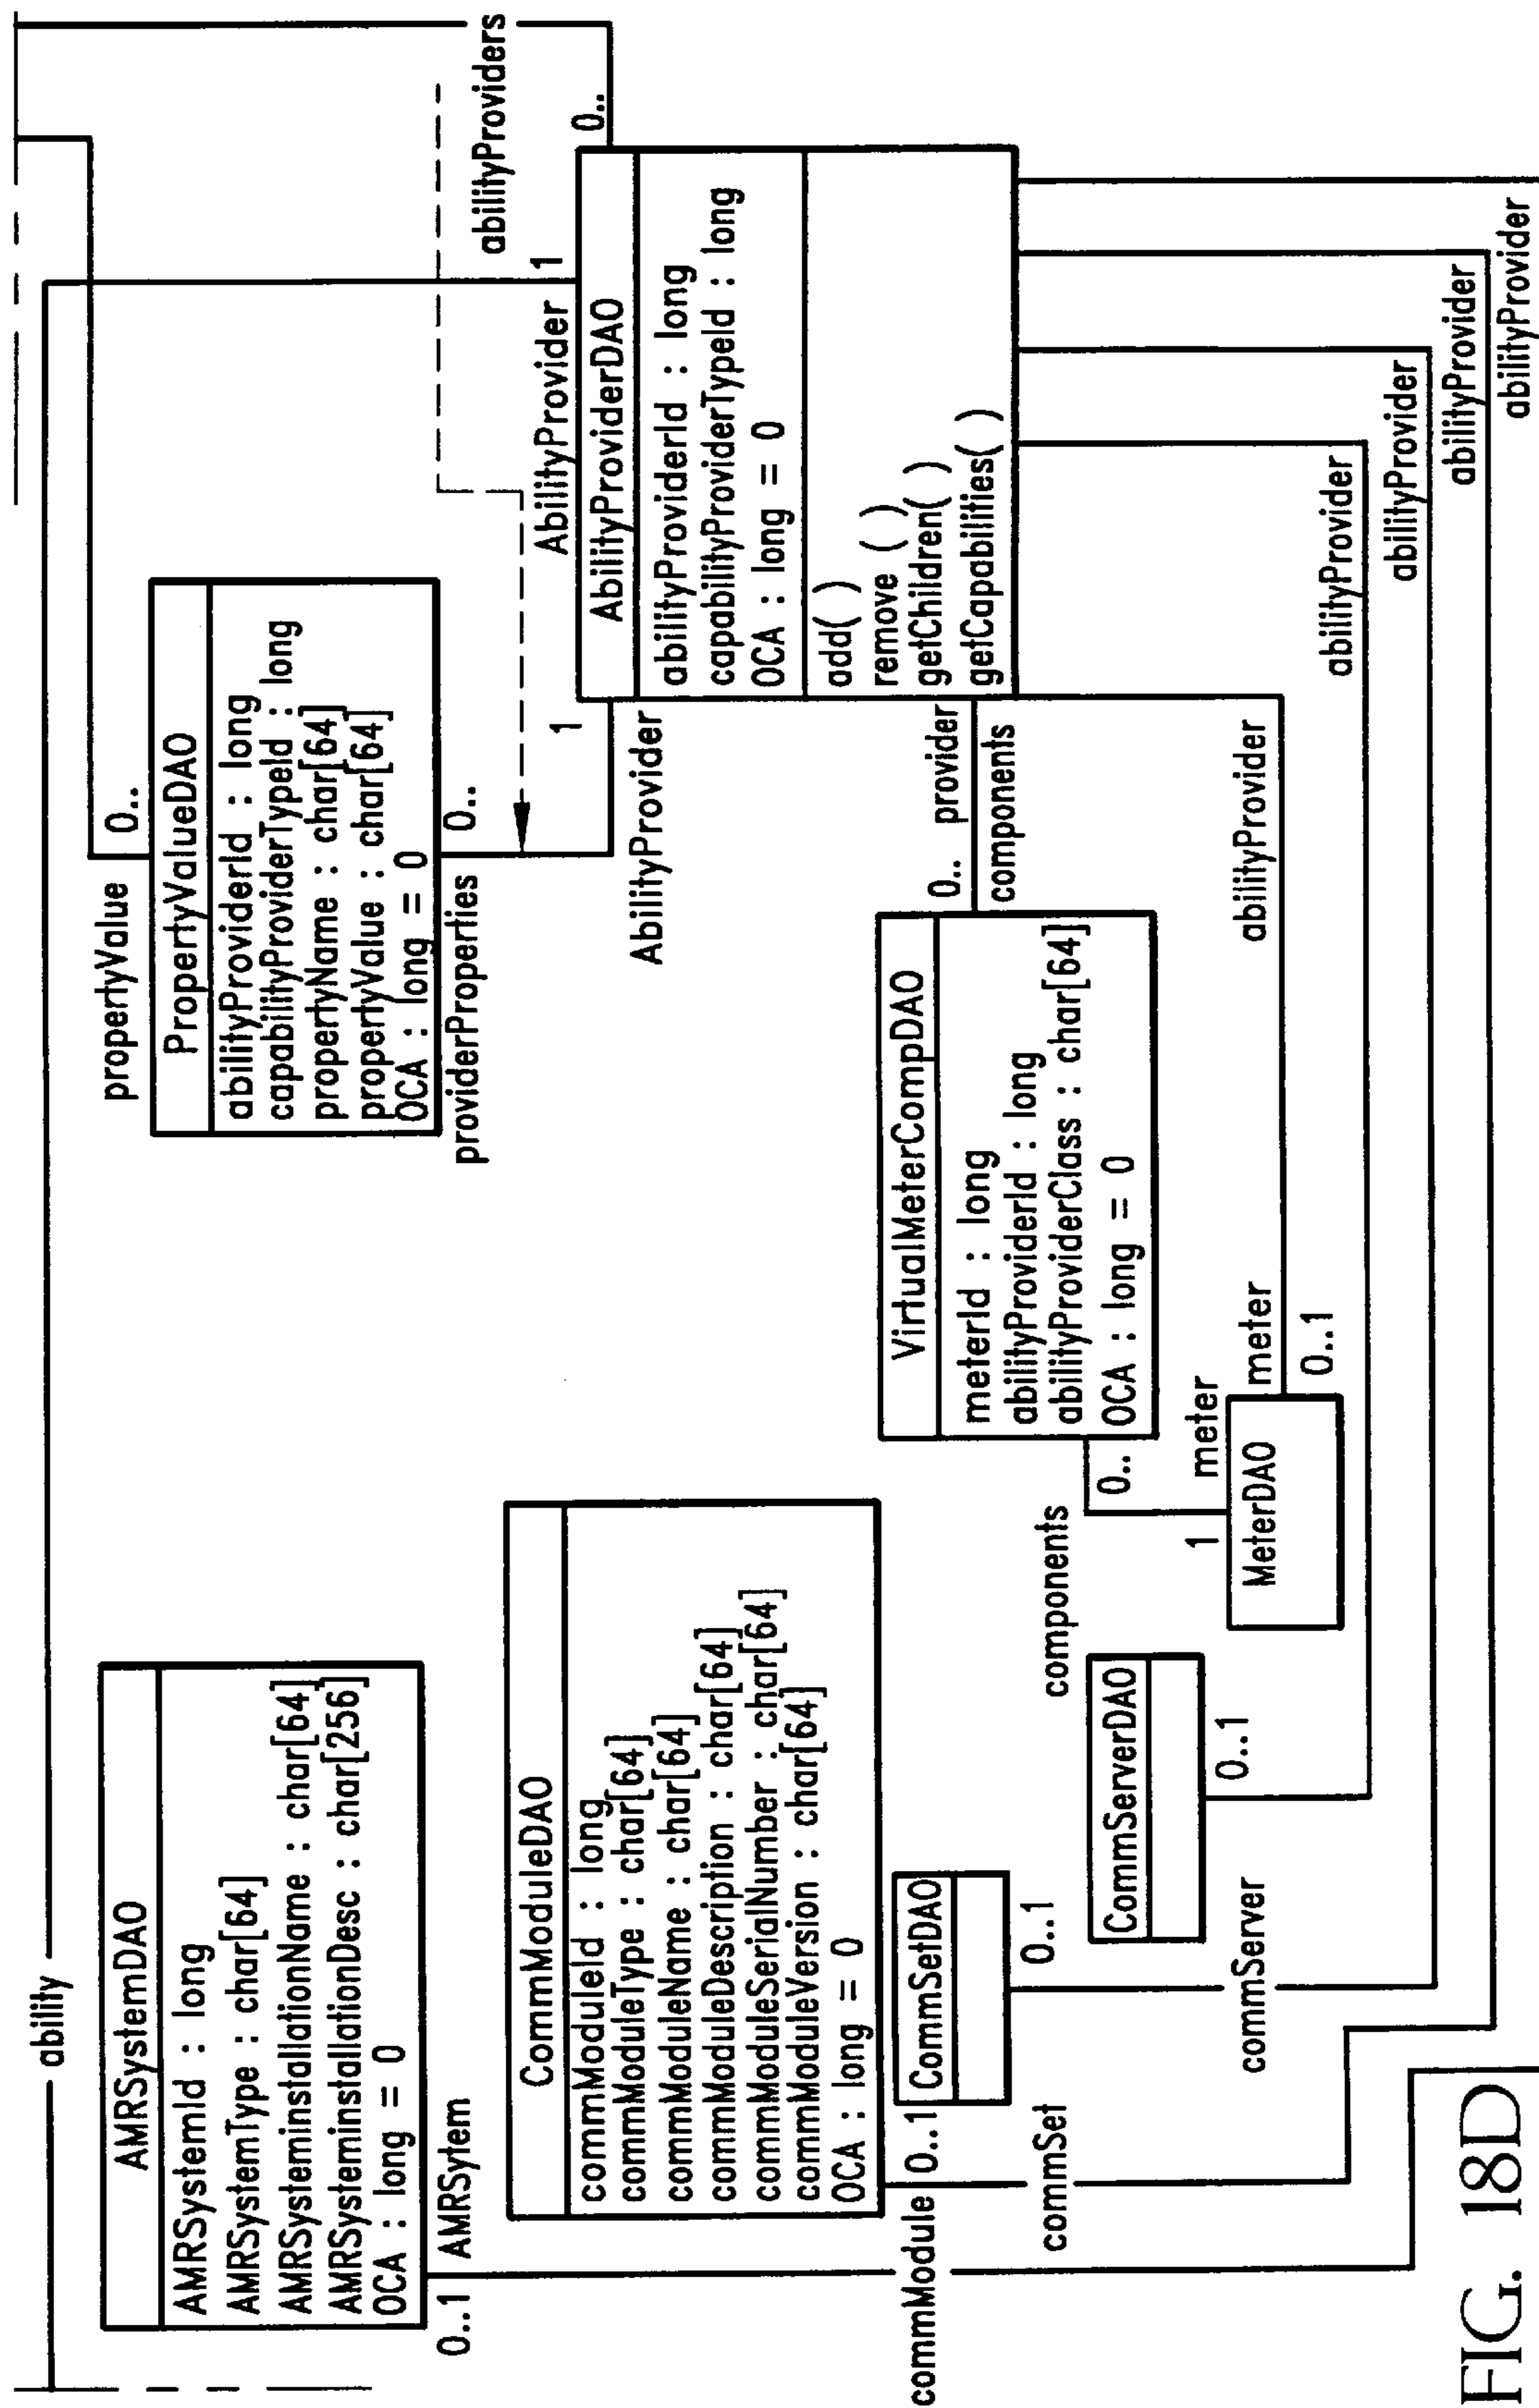 ability
AMRSystemDAO
AMRSystemId : long
AMRSystemType : char[64]
AMRSysteminstallationName : char[64]
AMRSysteminstallationDesc : char[256]
OCA : long = 0
0..1 AMRSytem
propertyValue
0..
PropertyValueDAO
abilityProviderId : long
capabilityProviderTypeId : long
propertyName : char[64]
propertyValue : char[64]
OCA : long = 0
providerProperties
0..
1
AbilityProvider
abilityProviders
0..
AbilityProvider
1
AbilityProviderDAO
abilityProviderId : long
capabilityProviderTypeId : long
OCA : long = 0
add( )
remove ( )
getChildren( )
getCapabilities( )
CommModuleDAO
commModuleId : long
commModuleType : char[64]
commModuleName : char[64]
commModuleDescription : char[64]
commModuleSerialNumber : char[64]
commModuleVersion : char[64]
OCA : long = 0
commModule
0..1
CommSetDAO
0..1
commSet
CommServerDAO
0..1
commServer
VirtualMeterCompDAO
meterId : long
abilityProviderId : long
abilityProviderClass : char[64]
OCA : long = 0
0..
provider
components
components
0..
1
meter
MeterDAO
meter
0..1
abilityProvider
abilityProvider
abilityProvider
abilityProvider
abilityProvider
FIG. 18D